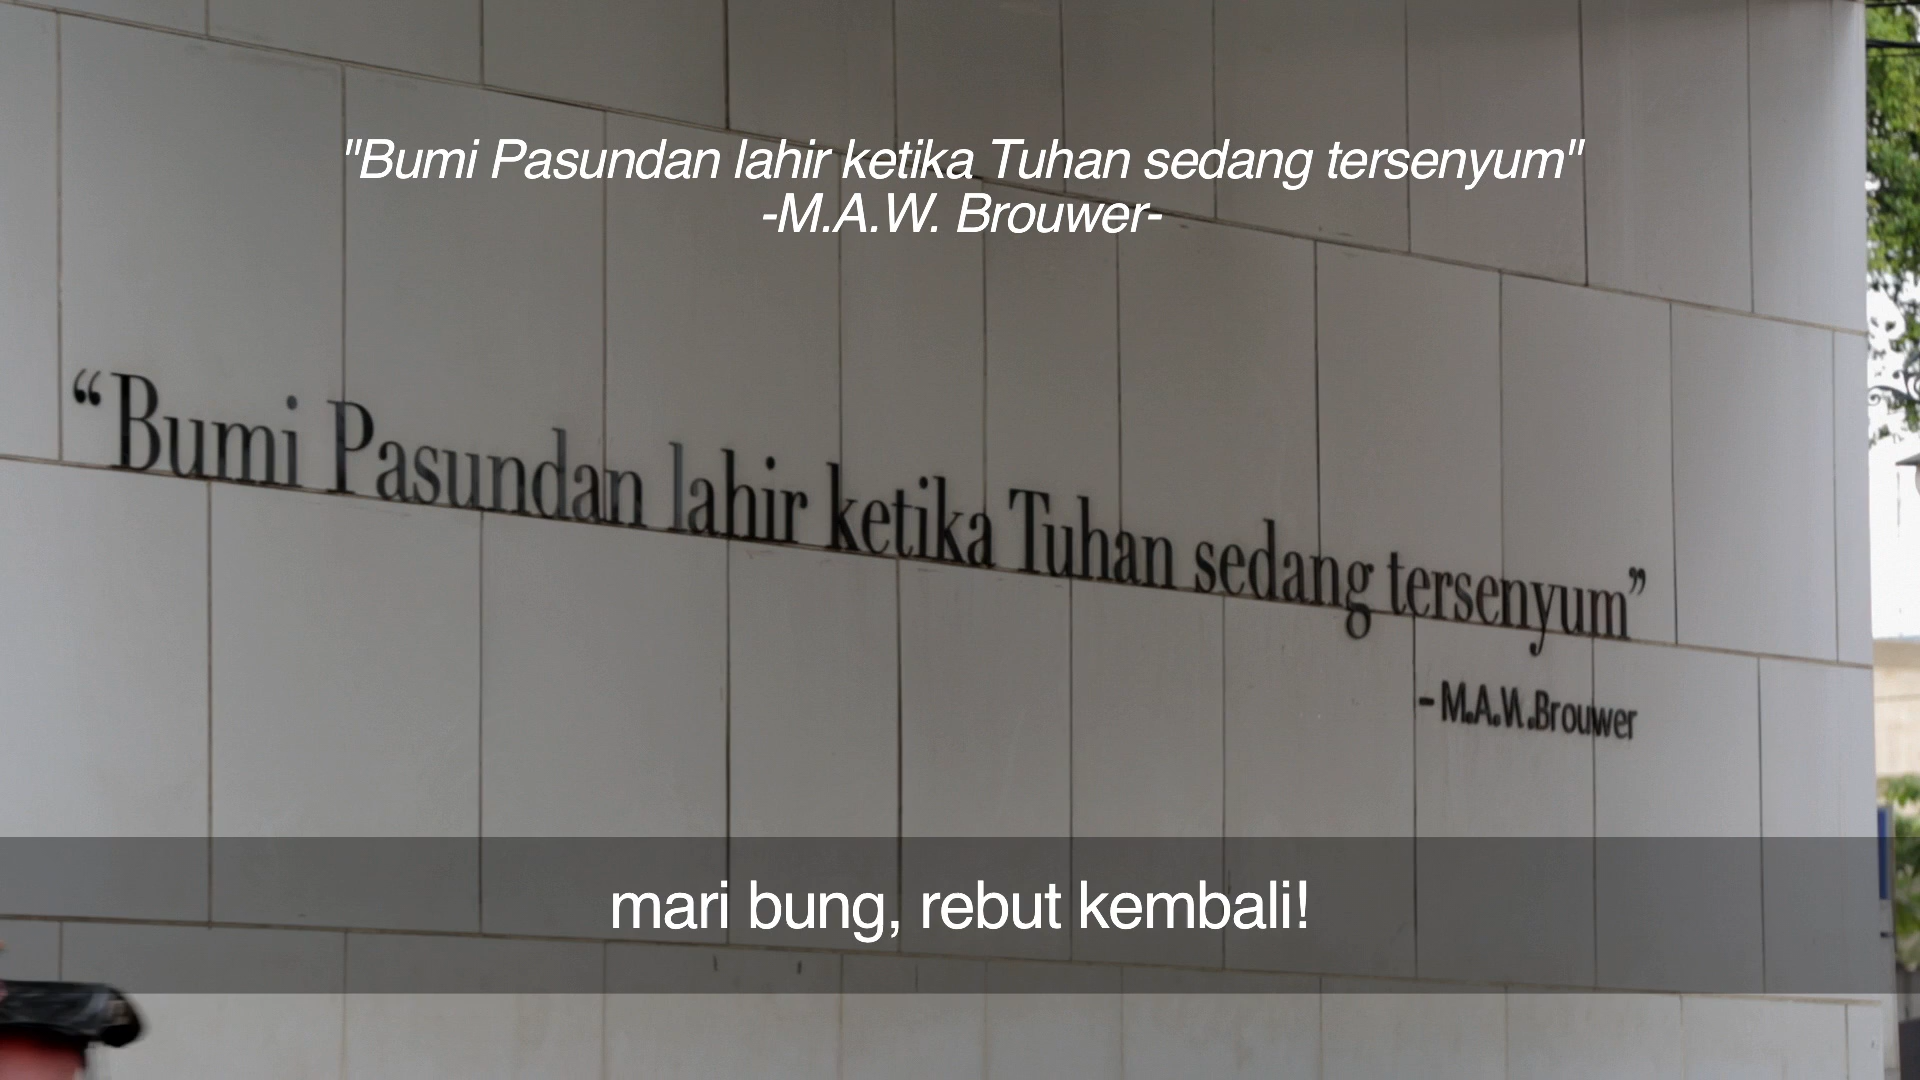 "Bumi Pasundan lahir ketika Tuhan sedang tersenyum"
-M.A.W. Brouwer-
“Bumi Pasundan lahir ketika Tuhan sedang tersenyum”
- M.A.W.Brouwer
mari bung, rebut kembali!